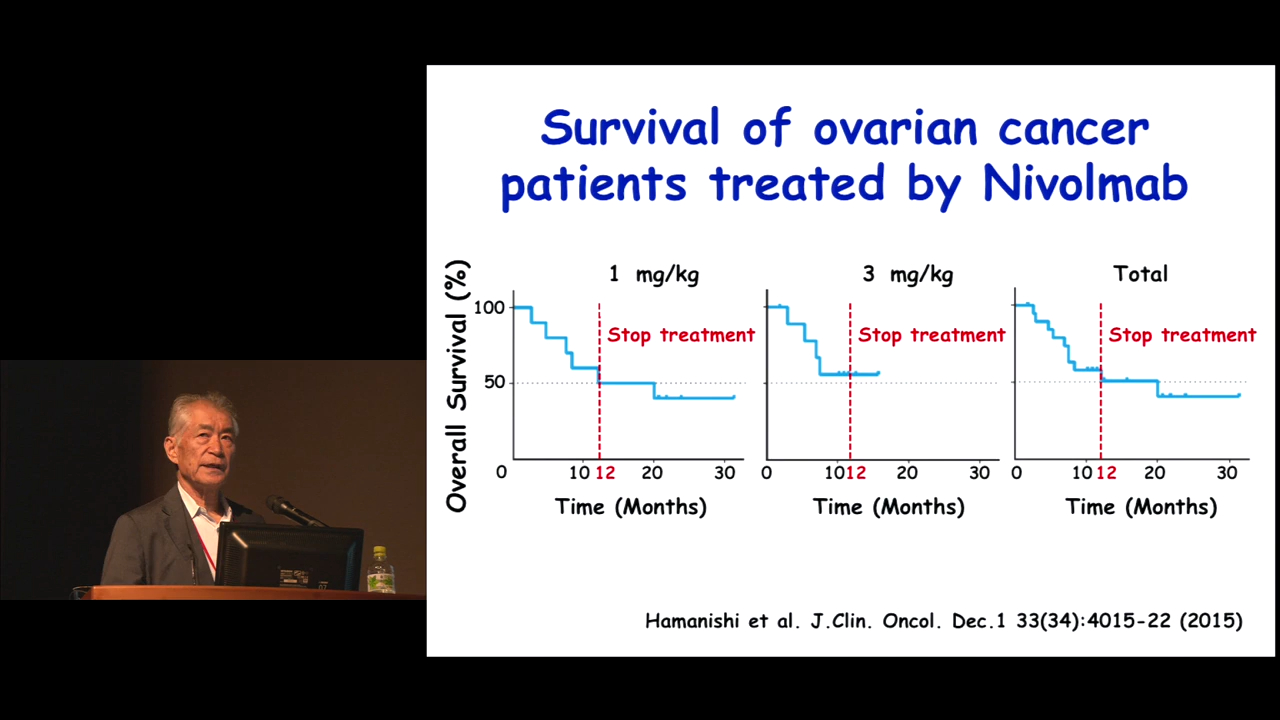 Survival of ovarian cancer
patients treated by Nivolmab
Overall Survival (%)
1 mg/kg
100
50
Stop treatment
0 10 12 20 30
Time (Months)
3 mg/kg
Stop treatment
0 10 12 20 30
Time (Months)
Total
Stop treatment
0 10 12 20 30
Time (Months)
Hamanishi et al. J.Clin. Oncol. Dec.1 33(34):4015-22 (2015)